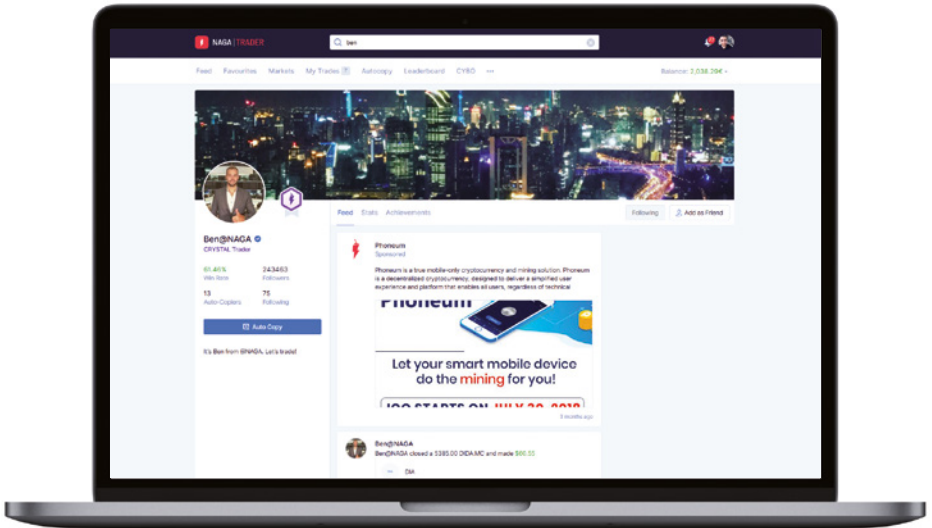 NAGA | TRADER
ben
Feed Favourites Markets My Trades 7 Autocopy Leaderboard CYBO •••
Balance: 2,038.29€
Feed Stats Achievements
Following Add as Friend
Ben@NAGA
CRYSTAL Trader
61.46% 243463
Win Rate Followers
13 75
Auto-Copiers Following
Auto Copy
It's Ben from @NAGA. Let's trade!
Phoneum
Sponsored
Phoneum is a true mobile-only cryptocurrency and mining solution. Phoneum
is a decentralized cryptocurrency, designed to deliver a simplified user
experience and platform that enables all users, regardless of technical
Phoneum
Let your smart mobile device
do the mining for you!
ICO STARTS ON JULY 20, 2018
3 months ago
Ben@NAGA
Ben@NAGA closed a $385.00 DIDA.MC and made
DIA